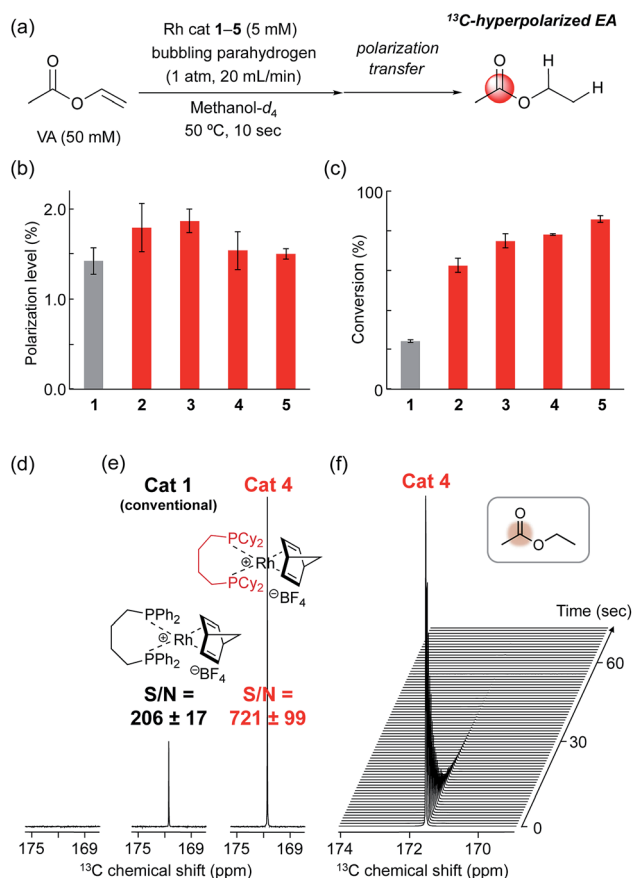 (a)
Rh cat 1–5 (5 mM)
bubbling parahydrogen
(1 atm, 20 mL/min)
Methanol-d4
50 ºC, 10 sec
polarization
transfer
¹³C-hyperpolarized EA
O
O
VA (50 mM)
O
O
H
H
(b)
Polarization level (%)
2.0
1.0
0.0
1 2 3 4 5
(c)
Conversion (%)
100
0
1 2 3 4 5
(d)
(e)
Cat 1
(conventional)
Cat 4
PCy2
⊕ Rh
PCy2
⊖BF4
PPh2
⊕ Rh
PPh2
⊖BF4
S/N =
206 ± 17
S/N =
721 ± 99
175 169
175 169
175 169
¹³C chemical shift (ppm)
(f)
Cat 4
O
O
Time (sec)
60
30
0
174 172 170
¹³C chemical shift (ppm)